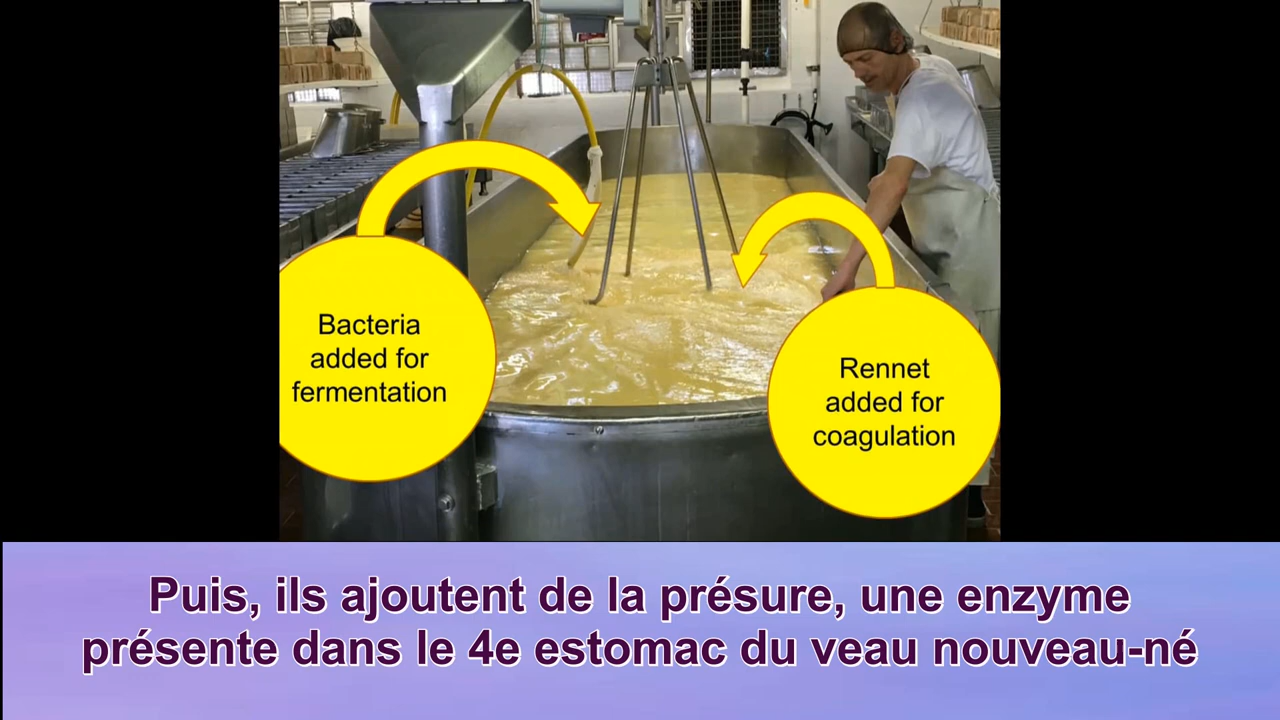 Bacteria
added for
fermentation
Rennet
added for
coagulation
Puis, ils ajoutent de la présure, une enzyme
présente dans le 4e estomac du veau nouveau-né